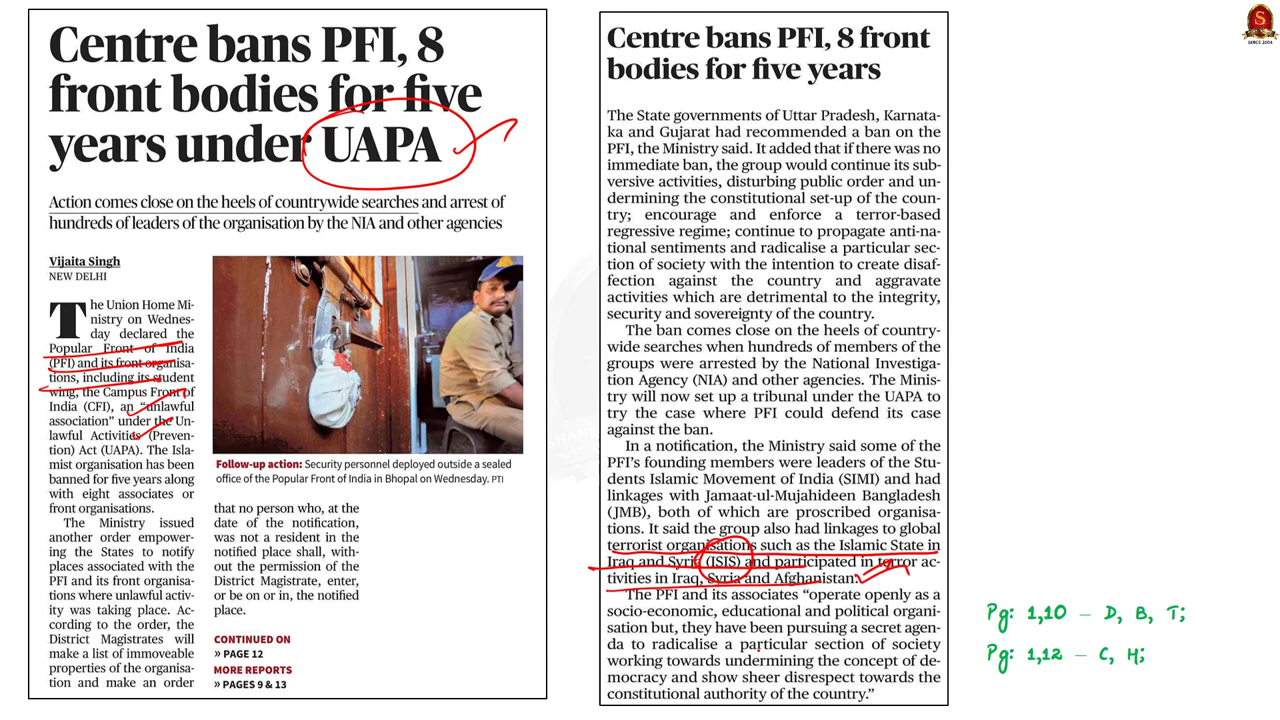 Centre bans PFI, 8
front bodies for five
years under UAPA
Action comes close on the heels of countrywide searches and arrest of
hundreds of leaders of the organisation by the NIA and other agencies
Vijaita Singh
NEW DELHI
The Union Home Mi-
nistry on Wednes-
day declared the
Popular Front of India
(PFI) and its front organisa-
tions, including its student
wing, the Campus Front of
India (CFI), an “unlawful
association” under the Un-
lawful Activities (Preven-
tion) Act (UAPA). The Isla-
mist organisation has been
banned for five years along
with eight associates or
front organisations.
The Ministry issued
another order empower-
ing the States to notify
places associated with the
PFI and its front organisa-
tions where unlawful activ-
ity was taking place. Ac-
cording to the order, the
District Magistrates will
make a list of immoveable
properties of the organisa-
tion and make an order
Follow-up action: Security personnel deployed outside a sealed
office of the Popular Front of India in Bhopal on Wednesday. PTI
that no person who, at the
date of the notification,
was not a resident in the
notified place shall, with-
out the permission of the
District Magistrate, enter,
or be on or in, the notified
place.
CONTINUED ON
» PAGE 12
MORE REPORTS
» PAGES 9 & 13
Centre bans PFI, 8 front
bodies for five years
The State governments of Uttar Pradesh, Karnata-
ka and Gujarat had recommended a ban on the
PFI, the Ministry said. It added that if there was no
immediate ban, the group would continue its sub-
versive activities, disturbing public order and un-
dermining the constitutional set-up of the coun-
try; encourage and enforce a terror-based
regressive regime; continue to propagate anti-na-
tional sentiments and radicalise a particular sec-
tion of society with the intention to create disaf-
fection against the country and aggravate
activities which are detrimental to the integrity,
security and sovereignty of the country.
The ban comes close on the heels of country-
wide searches when hundreds of members of the
groups were arrested by the National Investiga-
tion Agency (NIA) and other agencies. The Minis-
try will now set up a tribunal under the UAPA to
try the case where PFI could defend its case
against the ban.
In a notification, the Ministry said some of the
PFI’s founding members were leaders of the Stu-
dents Islamic Movement of India (SIMI) and had
linkages with Jamaat-ul-Mujahideen Bangladesh
(JMB), both of which are proscribed organisa-
tions. It said the group also had linkages to global
terrorist organisations such as the Islamic State in
Iraq and Syria (ISIS) and participated in terror ac-
tivities in Iraq, Syria and Afghanistan.
The PFI and its associates “operate openly as a
socio-economic, educational and political organi-
sation but, they have been pursuing a secret agen-
da to radicalise a particular section of society
working towards undermining the concept of de-
mocracy and show sheer disrespect towards the
constitutional authority of the country.”
S
SINCE 2004
Pg: 1,10 – D, B, T;
Pg: 1,12 – C, H;